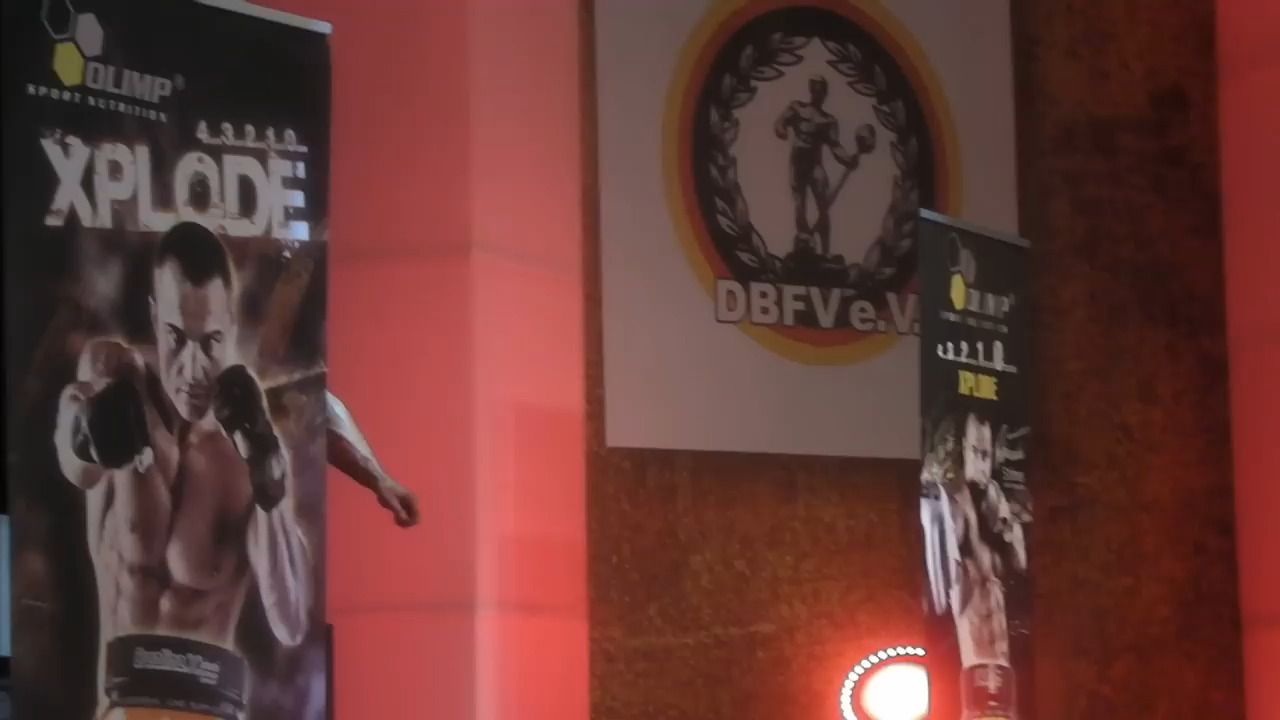 OLIMP
SPORT NUTRITION
4.3.2.1.0.
XPLODE
DBFV e.V.
OLIMP
4.3.2.1.0.
XPLODE